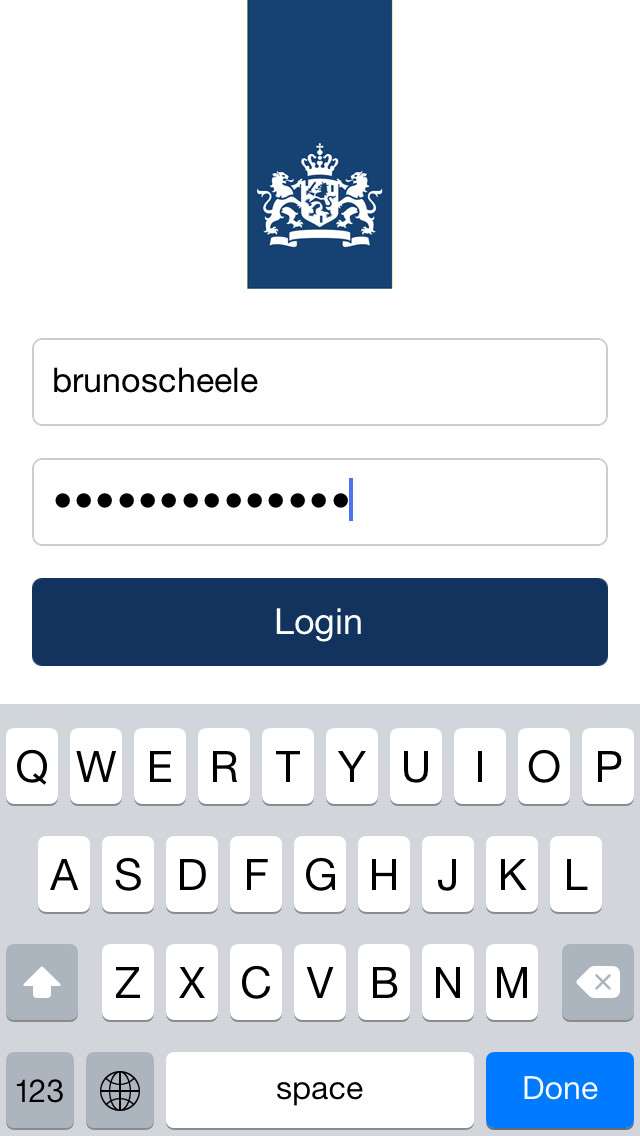 brunoscheele
●●●●●●●●●●●●●●
Login
Q W E R T Y U I O P
A S D F G H J K L
Z X C V B N M
123 space Done